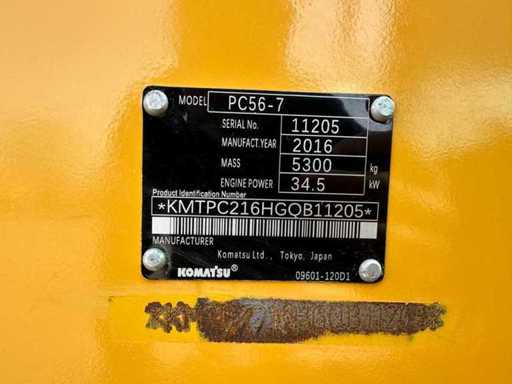 MODEL PC56-7
SERIAL No. 11205
MANUFACT.YEAR 2016
MASS 5300 kg
ENGINE POWER 34.5 kW
Product Identification Number
*KMTPC216HGQB11205*
MANUFACTURER
Komatsu Ltd., Tokyo, Japan
KOMATSU® 09601-120D1